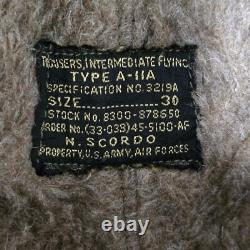 TROUSERS, INTERMEDIATE FLYING
TYPE A-11A
SPECIFICATION NO. 3219A
SIZE............30
STOCK No. 8300-878650
ORDER No. (33-038)45-5100-AF
N. SCORDO
PROPERTY, U.S. ARMY, AIR FORCES